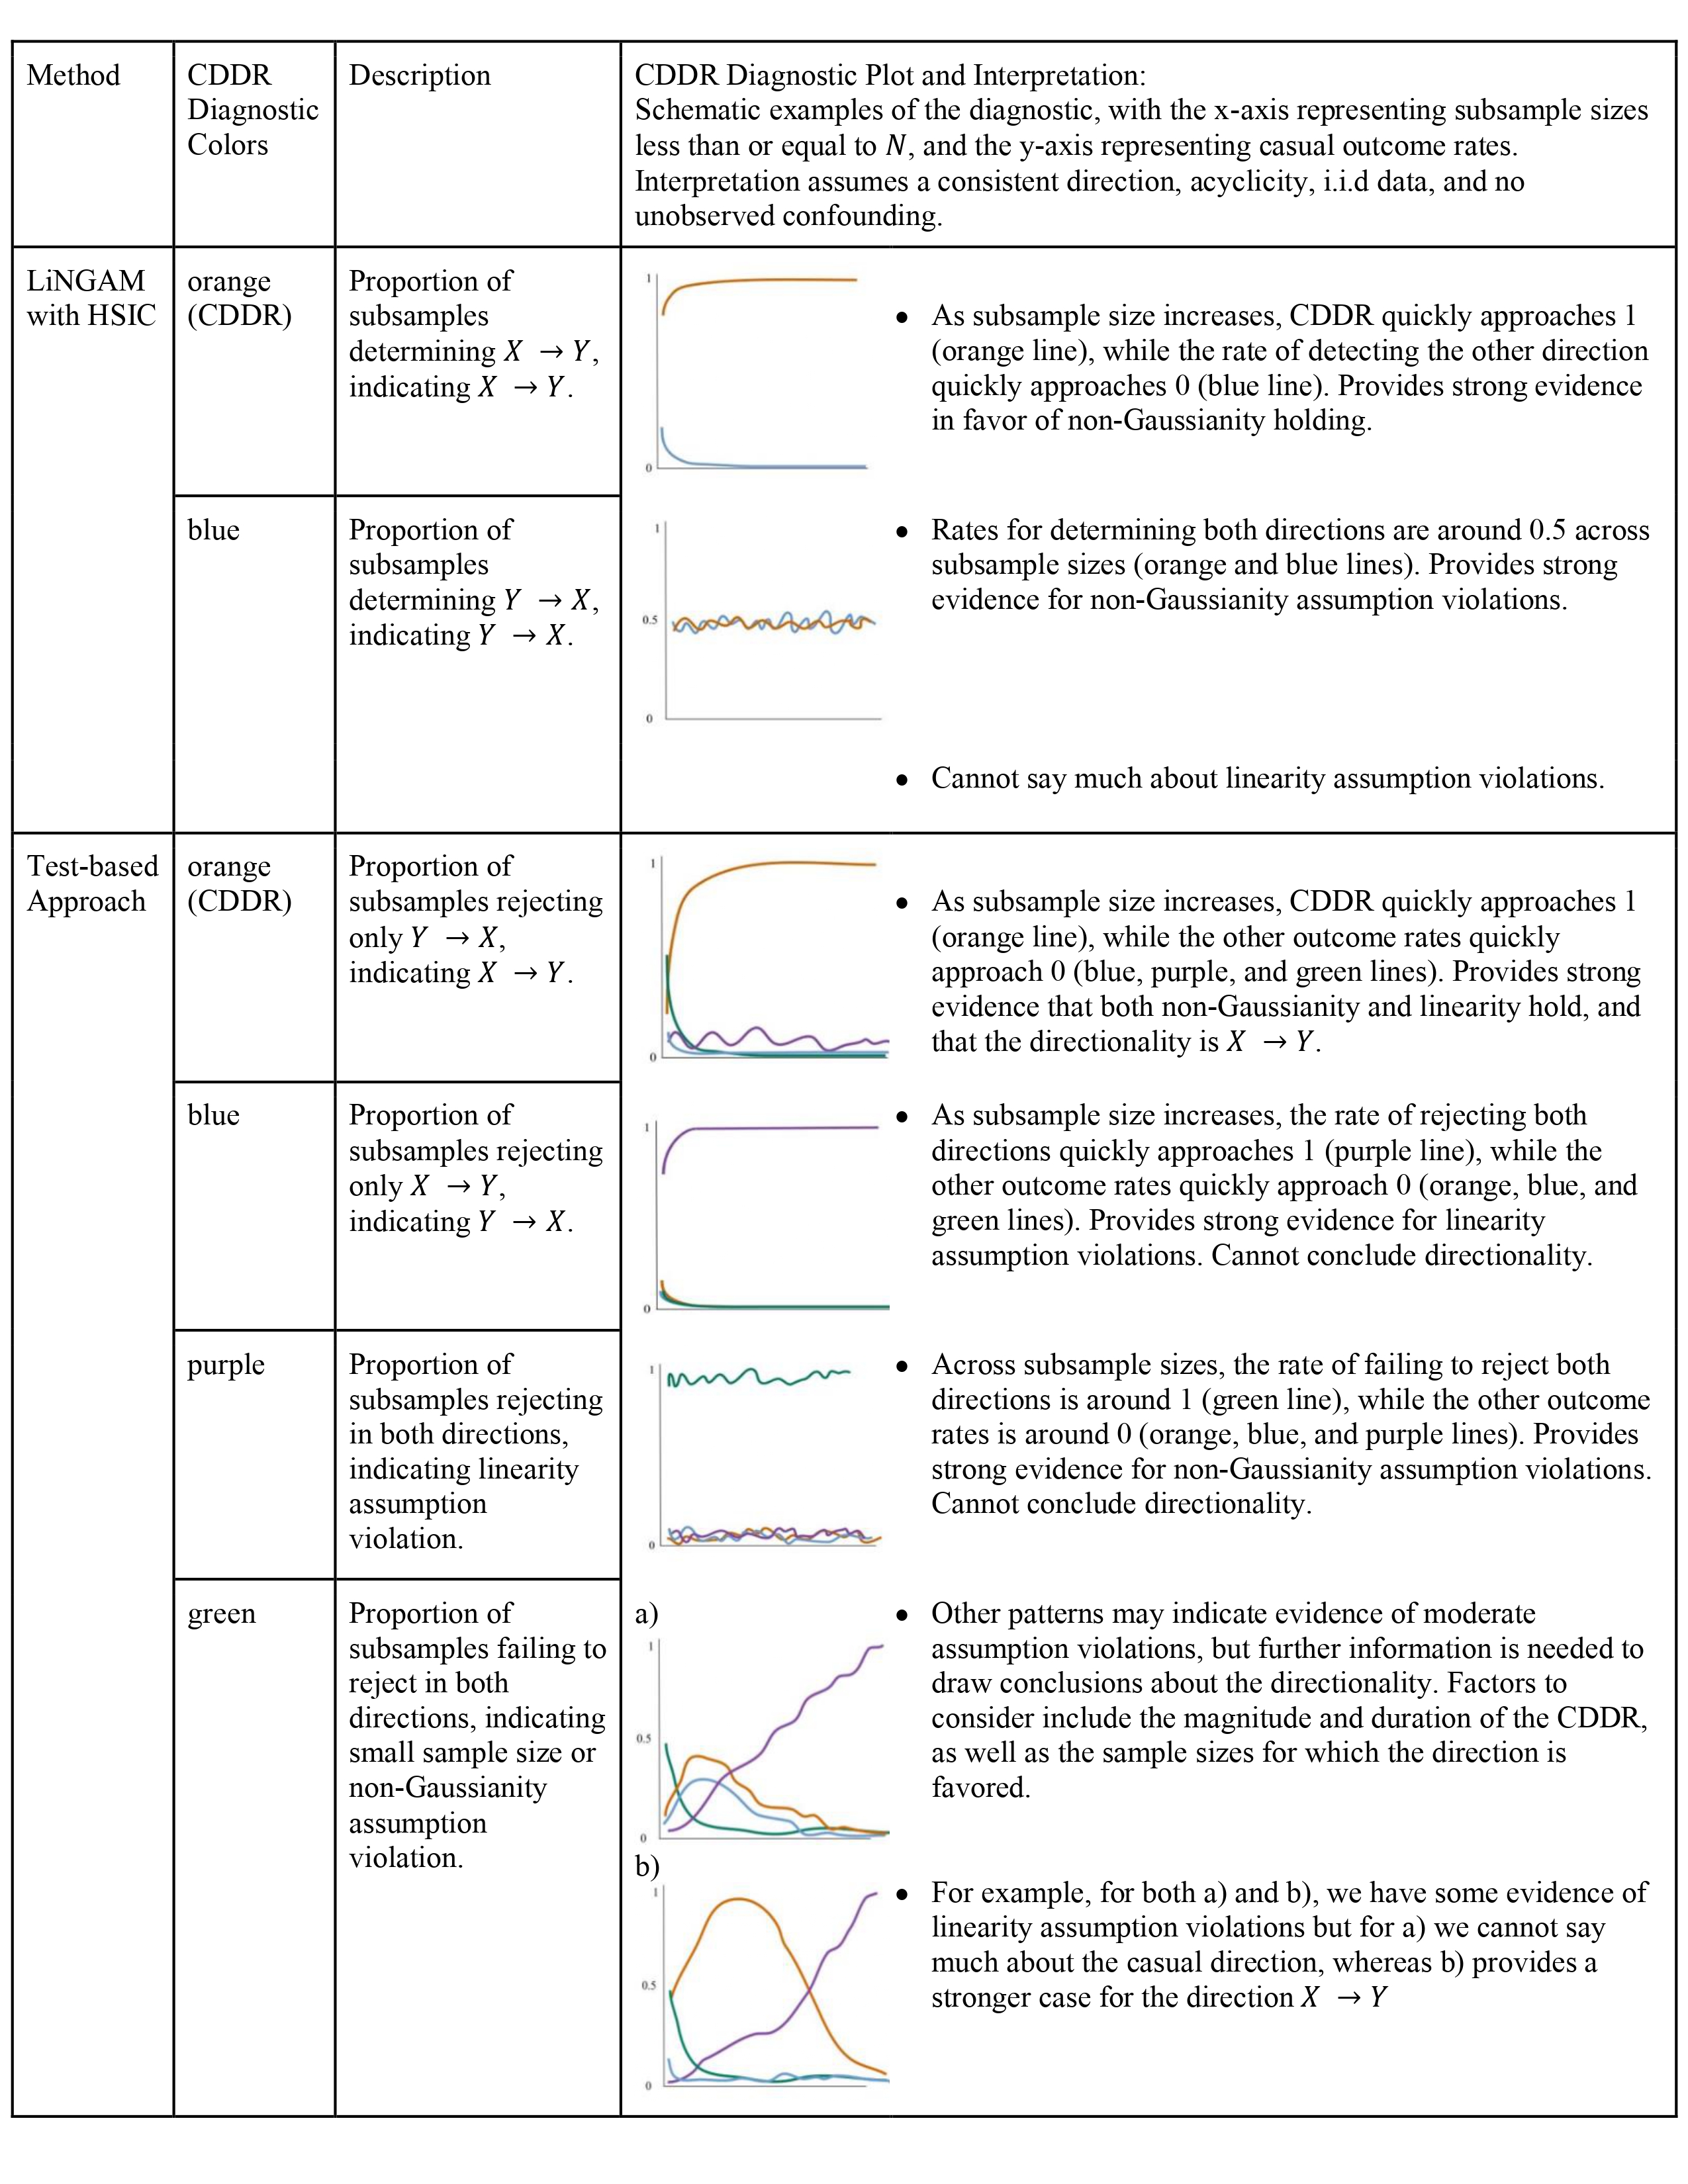 Method
CDDR
Diagnostic
Colors
Description
CDDR Diagnostic Plot and Interpretation:
Schematic examples of the diagnostic, with the x-axis representing subsample sizes
less than or equal to N, and the y-axis representing casual outcome rates.
Interpretation assumes a consistent direction, acyclicity, i.i.d data, and no
unobserved confounding.
LiNGAM
with HSIC
orange
(CDDR)
Proportion of
subsamples
determining X → Y,
indicating X → Y.
1
0
• As subsample size increases, CDDR quickly approaches 1
(orange line), while the rate of detecting the other direction
quickly approaches 0 (blue line). Provides strong evidence
in favor of non-Gaussianity holding.
blue
Proportion of
subsamples
determining Y → X,
indicating Y → X.
1
0.5
0
• Rates for determining both directions are around 0.5 across
subsample sizes (orange and blue lines). Provides strong
evidence for non-Gaussianity assumption violations.
• Cannot say much about linearity assumption violations.
Test-based
Approach
orange
(CDDR)
Proportion of
subsamples rejecting
only Y → X,
indicating X → Y.
1
0
• As subsample size increases, CDDR quickly approaches 1
(orange line), while the other outcome rates quickly
approach 0 (blue, purple, and green lines). Provides strong
evidence that both non-Gaussianity and linearity hold, and
that the directionality is X → Y.
blue
Proportion of
subsamples rejecting
only X → Y,
indicating Y → X.
1
0
• As subsample size increases, the rate of rejecting both
directions quickly approaches 1 (purple line), while the
other outcome rates quickly approach 0 (orange, blue, and
green lines). Provides strong evidence for linearity
assumption violations. Cannot conclude directionality.
purple
Proportion of
subsamples rejecting
in both directions,
indicating linearity
assumption
violation.
1
0
• Across subsample sizes, the rate of failing to reject both
directions is around 1 (green line), while the other outcome
rates is around 0 (orange, blue, and purple lines). Provides
strong evidence for non-Gaussianity assumption violations.
Cannot conclude directionality.
green
Proportion of
subsamples failing to
reject in both
directions, indicating
small sample size or
non-Gaussianity
assumption
violation.
a)
1
0.5
0
• Other patterns may indicate evidence of moderate
assumption violations, but further information is needed to
draw conclusions about the directionality. Factors to
consider include the magnitude and duration of the CDDR,
as well as the sample sizes for which the direction is
favored.
b)
1
0.5
0
• For example, for both a) and b), we have some evidence of
linearity assumption violations but for a) we cannot say
much about the casual direction, whereas b) provides a
stronger case for the direction X → Y